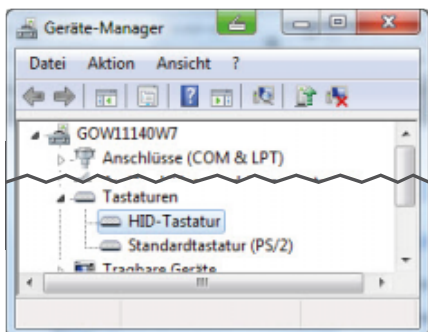 Geräte-Manager
Datei Aktion Ansicht ?
GOW11140W7
Anschlüsse (COM & LPT)
Tastaturen
HID-Tastatur
Standardtastatur (PS/2)
Tragbare Geräte